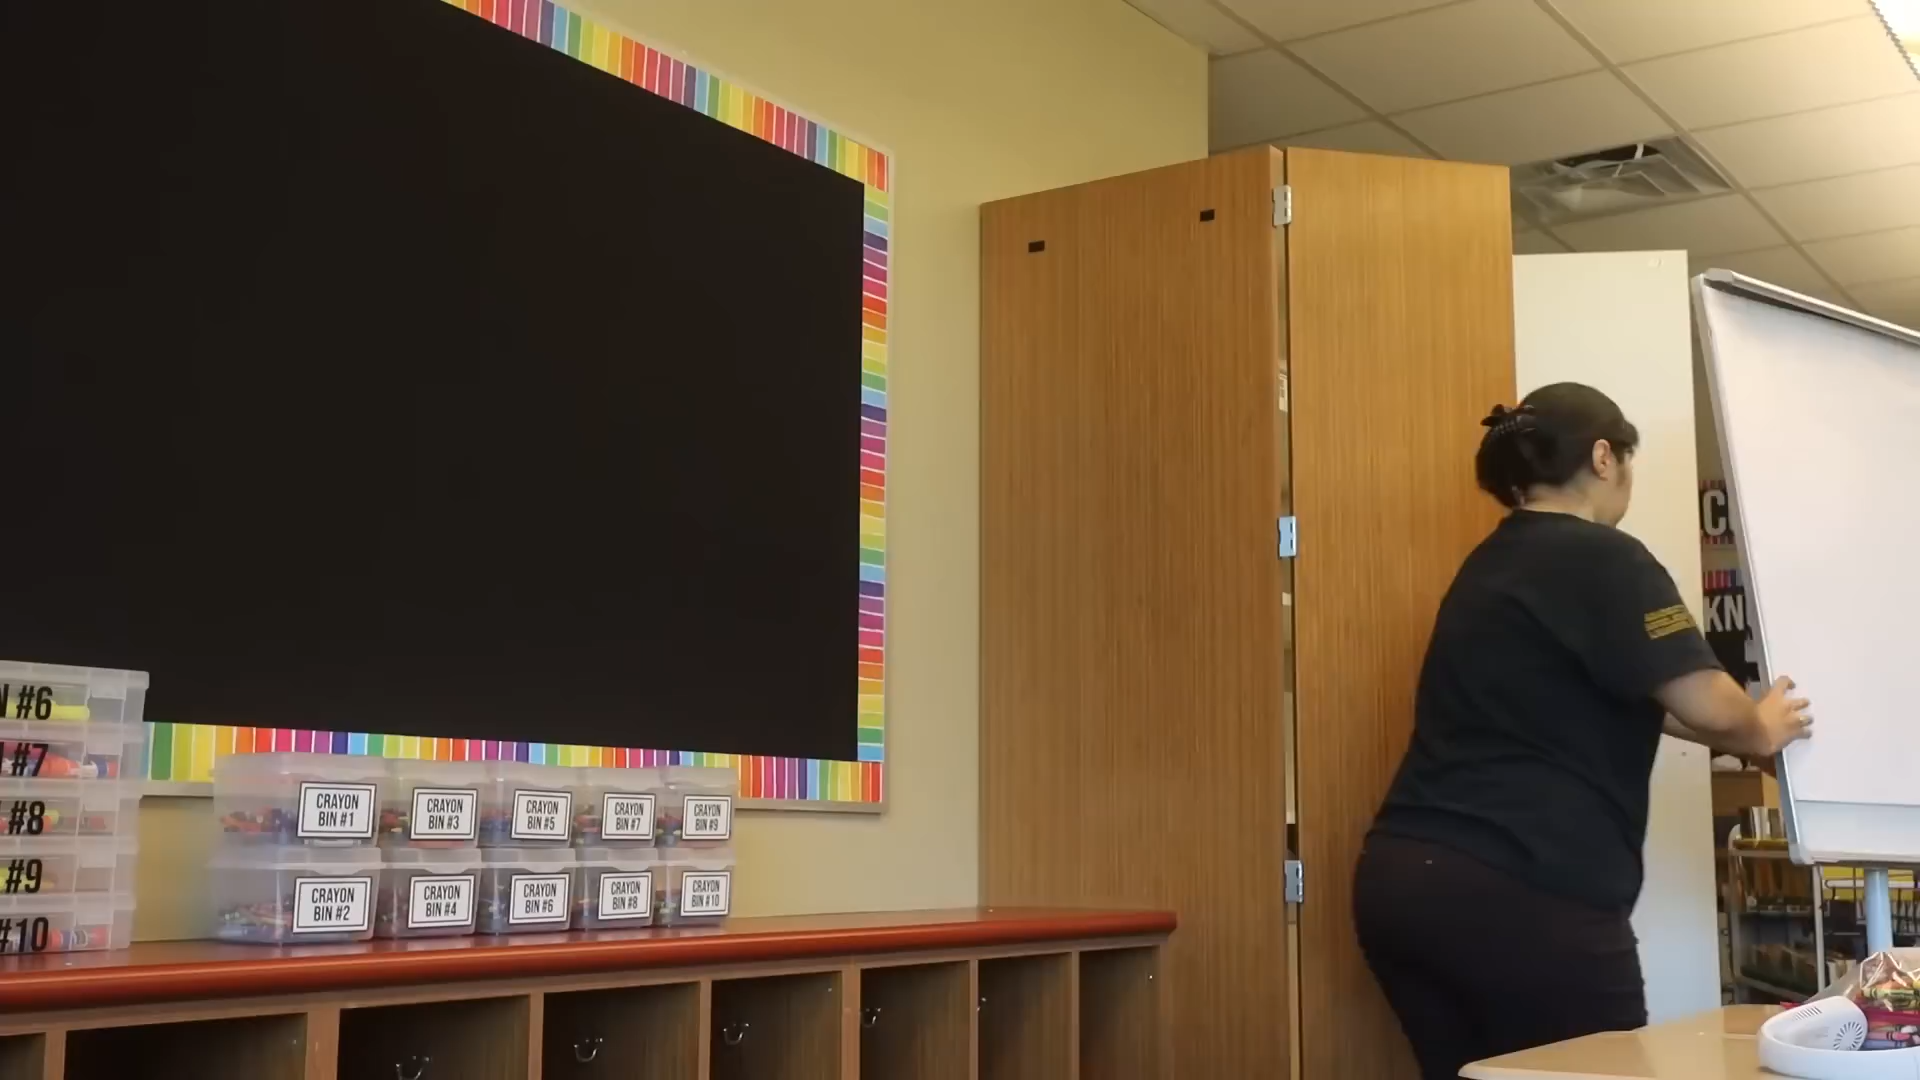 N #6
#7
#8
#9
#10
CRAYON
BIN #1
CRAYON
BIN #3
CRAYON
BIN #5
CRAYON
BIN #7
CRAYON
BIN #9
CRAYON
BIN #2
CRAYON
BIN #4
CRAYON
BIN #6
CRAYON
BIN #8
CRAYON
BIN #10
C
KN